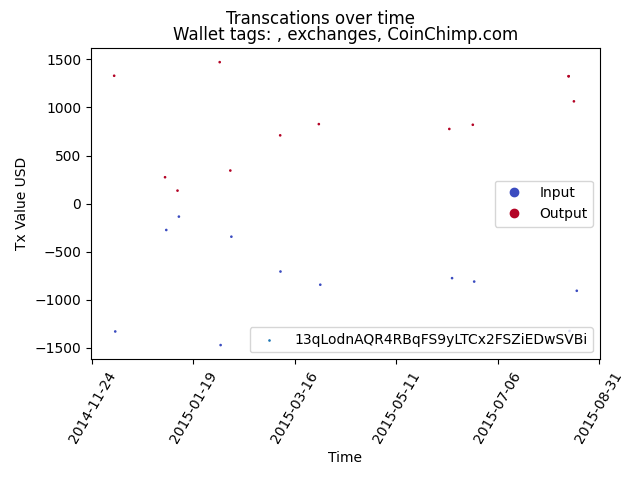 Transcations over time
Wallet tags: , exchanges, CoinChimp.com
1500
1000
500
0
−500
−1000
−1500
Tx Value USD
Input
Output
13qLodnAQR4RBqFS9yLTCx2FSZiEDwSVBi
2014-11-24
2015-01-19
2015-03-16
2015-05-11
2015-07-06
2015-08-31
Time